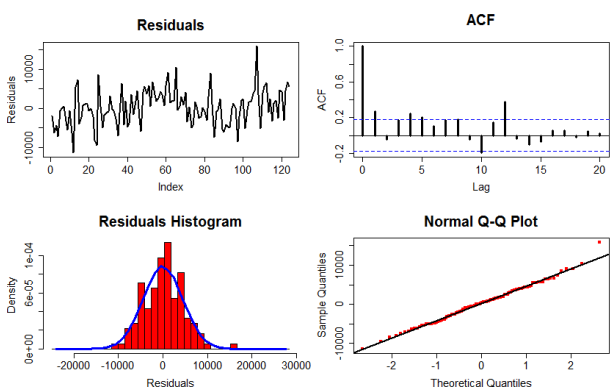 Residuals
Residuals
-10000
0
10000
0
20
40
60
80
100
120
Index
ACF
ACF
-0.2
0.2
0.6
1.0
0
5
10
15
20
Lag
Residuals Histogram
Density
0e+00
6e-05
1e-04
-20000
-10000
0
10000
20000
30000
Residuals
Normal Q-Q Plot
Sample Quantiles
-10000
0
10000
-2
-1
0
1
2
Theoretical Quantiles